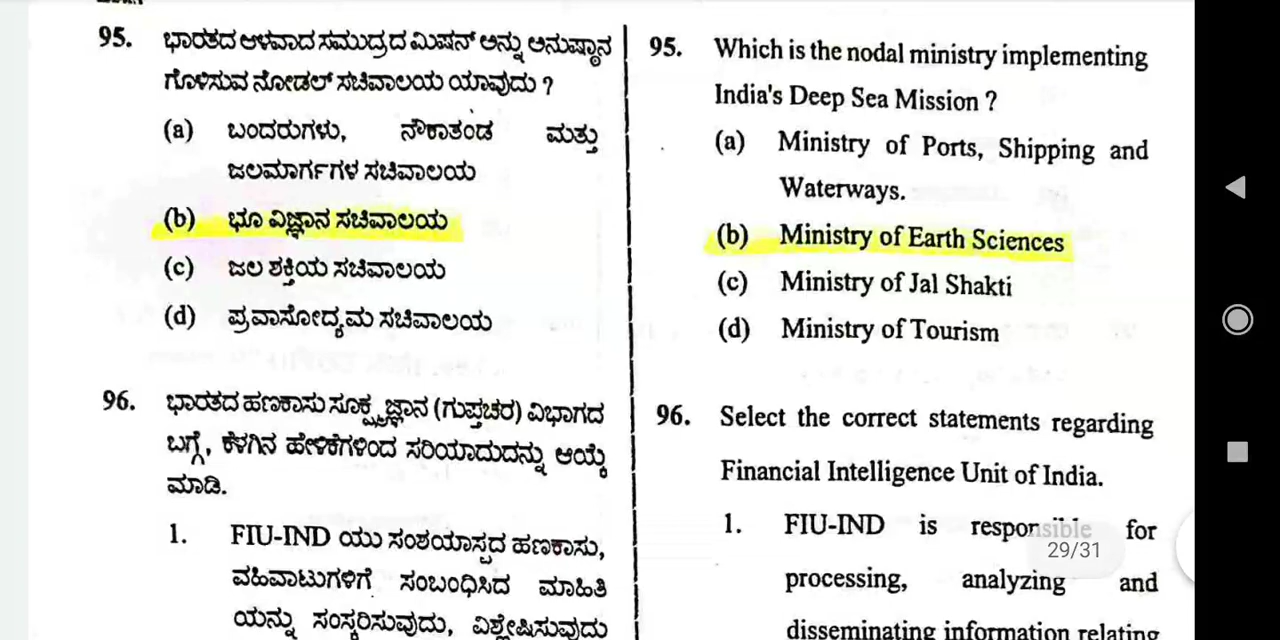 95. ಭಾರತದ ಆಳವಾದ ಸಮುದ್ರದ ಮಿಷನ್ ಅನ್ನು ಅನುಷ್ಠಾನ
ಗೊಳಿಸುವ ನೋಡಲ್ ಸಚಿವಾಲಯ ಯಾವುದು ?
(a) ಬಂದರುಗಳು, ನೌಕಾತಂಡ ಮತ್ತು
ಜಲಮಾರ್ಗಗಳ ಸಚಿವಾಲಯ
(b) ಭೂ ವಿಜ್ಞಾನ ಸಚಿವಾಲಯ
(c) ಜಲ ಶಕ್ತಿಯ ಸಚಿವಾಲಯ
(d) ಪ್ರವಾಸೋದ್ಯಮ ಸಚಿವಾಲಯ
96. ಭಾರತದ ಹಣಕಾಸು ಸೂಕ್ಷ್ಮಜ್ಞಾನ (ಗುಪ್ತಚರ) ವಿಭಾಗದ
ಬಗ್ಗೆ, ಕೆಳಗಿನ ಹೇಳಿಕೆಗಳಿಂದ ಸರಿಯಾದುದನ್ನು ಆಯ್ಕೆ
ಮಾಡಿ.
1. FIU-IND ಯು ಸಂಶಯಾಸ್ಪದ ಹಣಕಾಸು,
ವಹಿವಾಟುಗಳಿಗೆ ಸಂಬಂಧಿಸಿದ ಮಾಹಿತಿ
ಯನ್ನು ಸಂಸ್ಕರಿಸುವುದು, ವಿಶ್ಲೇಷಿಸುವುದು
95. Which is the nodal ministry implementing
India's Deep Sea Mission ?
(a) Ministry of Ports, Shipping and
Waterways.
(b) Ministry of Earth Sciences
(c) Ministry of Jal Shakti
(d) Ministry of Tourism
96. Select the correct statements regarding
Financial Intelligence Unit of India.
1. FIU-IND is responsible for
29/31
processing, analyzing and
disseminating information relating